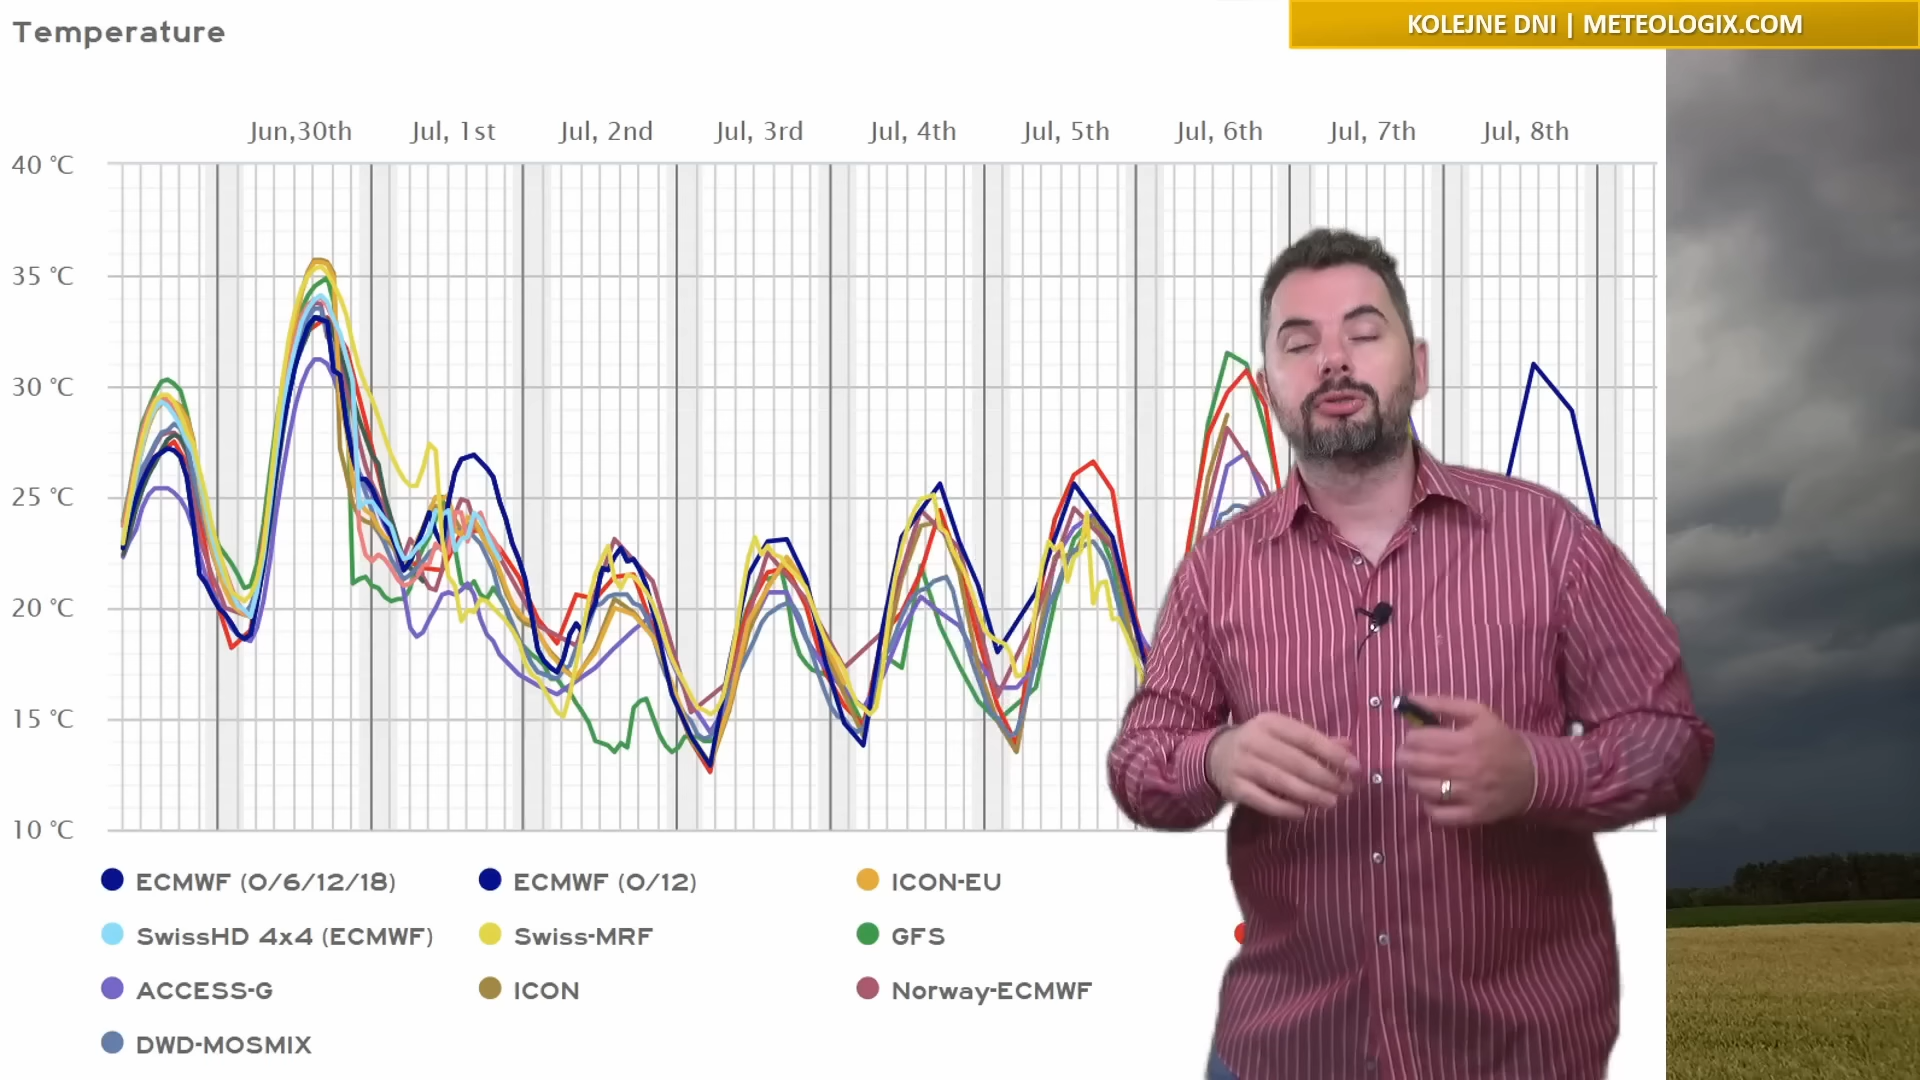 Temperature
KOLEJNE DNI | METEOLOGIX.COM
Jun,30th Jul, 1st Jul, 2nd Jul, 3rd Jul, 4th Jul, 5th Jul, 6th Jul, 7th Jul, 8th
40 °C
35 °C
30 °C
25 °C
20 °C
15 °C
10 °C
ECMWF (0/6/12/18) ECMWF (0/12) ICON-EU
SwissHD 4x4 (ECMWF) Swiss-MRF GFS
ACCESS-G ICON Norway-ECMWF
DWD-MOSMIX